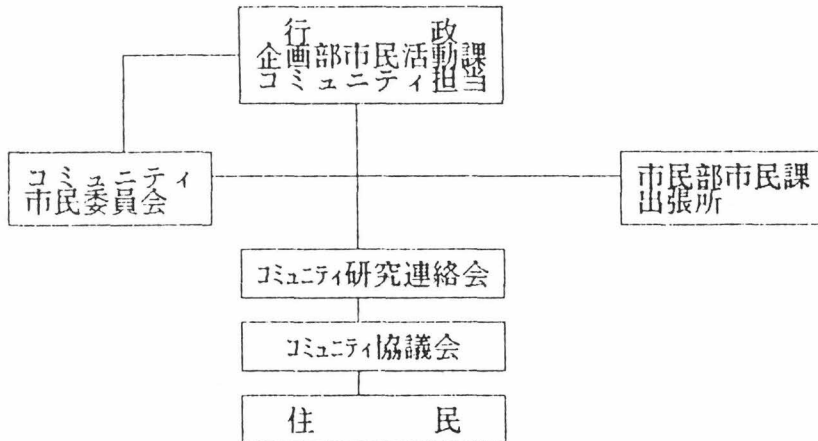 行　政
企画部市民活動課
コミュニティ担当
コミュニティ
市民委員会
市民部市民課
出張所
コミュニティ研究連絡会
コミュニティ協議会
住　民